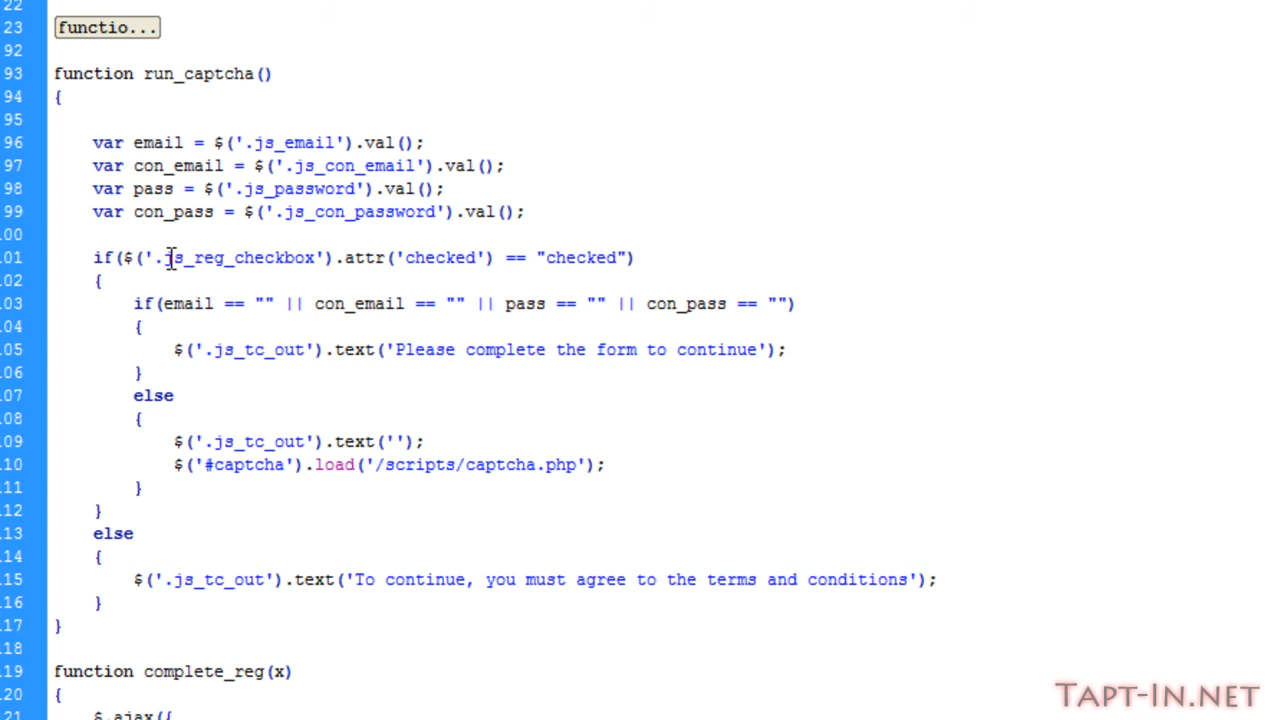 22
23 functio...
92
93 function run_captcha()
94 {
95
96 var email = $('.js_email').val();
97 var con_email = $('.js_con_email').val();
98 var pass = $('.js_password').val();
99 var con_pass = $('.js_con_password').val();
00
01 if($('.js_reg_checkbox').attr('checked') == "checked")
02 {
03 if(email == "" || con_email == "" || pass == "" || con_pass == "")
04 {
05 $('.js_tc_out').text('Please complete the form to continue');
06 }
07 else
08 {
09 $('.js_tc_out').text('');
10 $('#captcha').load('/scripts/captcha.php');
11 }
12 }
13 else
14 {
15 $('.js_tc_out').text('To continue, you must agree to the terms and conditions');
16 }
17 }
18
19 function complete_reg(x)
20 {
21 $.ajax({
TAPT-IN.NET